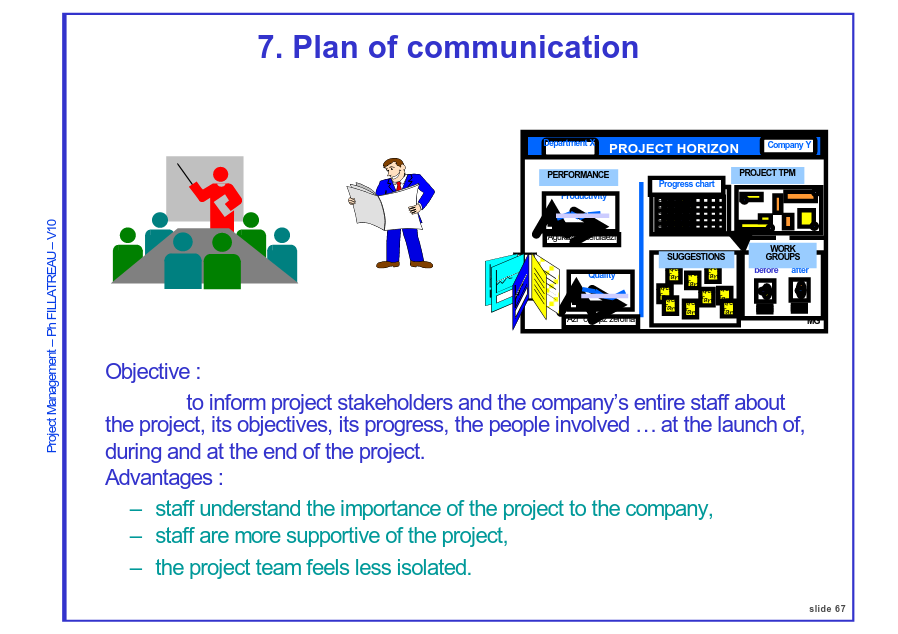 7. Plan of communication
Department X
PROJECT HORIZON
Company Y
PERFORMANCE
Productivity
Progress chart
PROJECT TPM
SUGGESTIONS
WORK
GROUPS
before after
Quality
MG
Objective :
to inform project stakeholders and the company’s entire staff about
the project, its objectives, its progress, the people involved … at the launch of,
during and at the end of the project.
Advantages :
– staff understand the importance of the project to the company,
– staff are more supportive of the project,
– the project team feels less isolated.
Project Management – Ph FILLATREAU – V10
slide 67